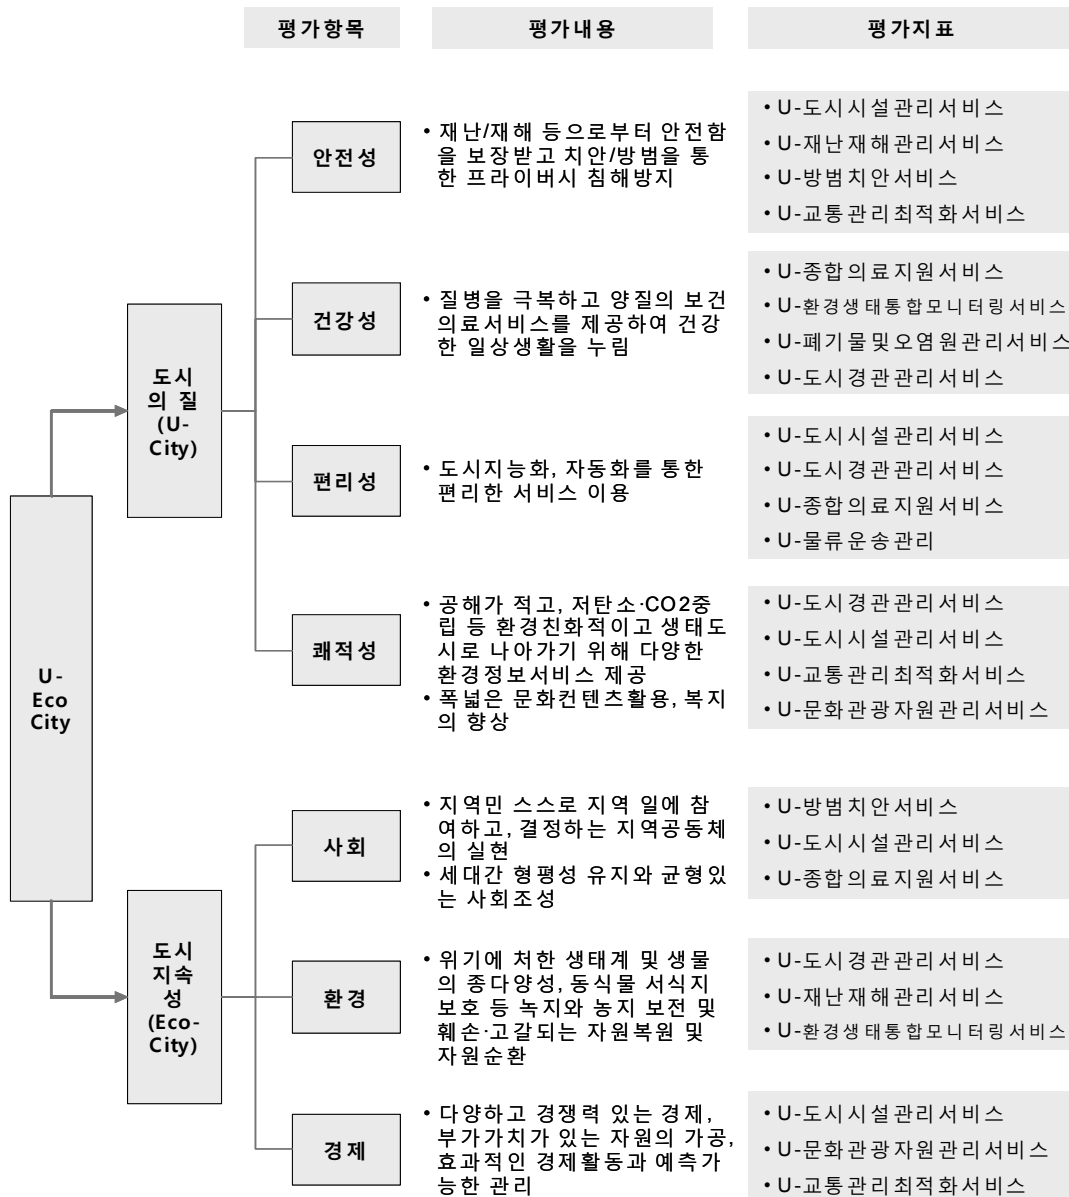 평가항목
평가내용
평가지표
U-
Eco
City
도시
의 질
(U-
City)
안전성
• 재난/재해 등으로부터 안전함
을 보장받고 치안/방범을 통
한 프라이버시 침해방지
• U-도시시설관리서비스
• U-재난재해관리서비스
• U-방범치안서비스
• U-교통관리최적화서비스
건강성
• 질병을 극복하고 양질의 보건
의료서비스를 제공하여 건강
한 일상생활을 누림
• U-종합의료지원서비스
• U-환경생태통합모니터링서비스
• U-폐기물및오염원관리서비스
• U-도시경관관리서비스
편리성
• 도시지능화, 자동화를 통한
편리한 서비스 이용
• U-도시시설관리서비스
• U-도시경관관리서비스
• U-종합의료지원서비스
• U-물류운송관리
쾌적성
• 공해가 적고, 저탄소·CO2중
립 등 환경친화적이고 생태도
시로 나아가기 위해 다양한
환경정보서비스 제공
• 폭넓은 문화컨텐츠활용, 복지
의 향상
• U-도시경관관리서비스
• U-도시시설관리서비스
• U-교통관리최적화서비스
• U-문화관광자원관리서비스
도시
지속
성
(Eco-
City)
사회
• 지역민 스스로 지역 일에 참
여하고, 결정하는 지역공동체
의 실현
• 세대간 형평성 유지와 균형있
는 사회조성
• U-방범치안서비스
• U-도시시설관리서비스
• U-종합의료지원서비스
환경
• 위기에 처한 생태계 및 생물
의 종다양성, 동식물 서식지
보호 등 녹지와 농지 보전 및
훼손·고갈되는 자원복원 및
자원순환
• U-도시경관관리서비스
• U-재난재해관리서비스
• U-환경생태통합모니터링서비스
경제
• 다양하고 경쟁력 있는 경제,
부가가치가 있는 자원의 가공,
효과적인 경제활동과 예측가
능한 관리
• U-도시시설관리서비스
• U-문화관광자원관리서비스
• U-교통관리최적화서비스